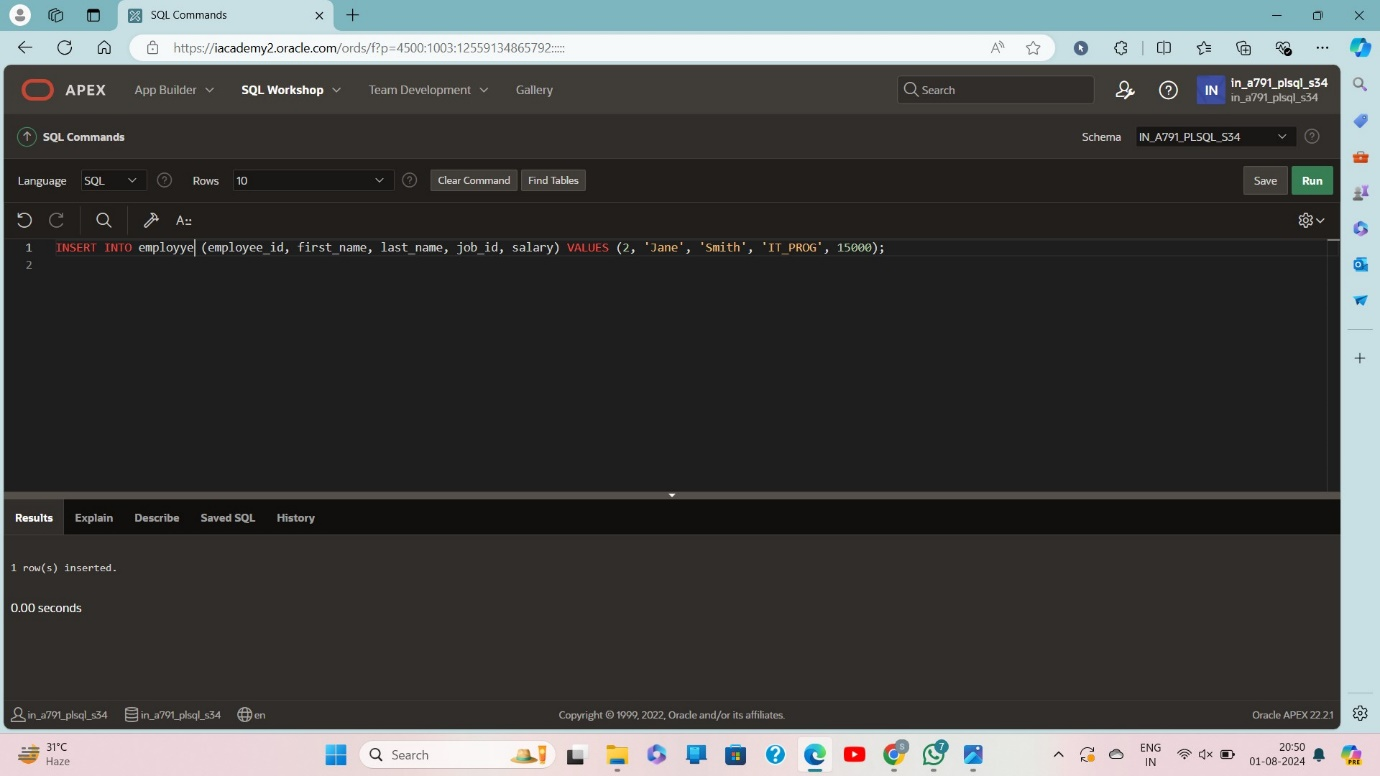 SQL Commands
https://iacademy2.oracle.com/ords/f?p=4500:1003:12559134865792:::::
APEX App Builder SQL Workshop Team Development Gallery Search IN in_a791_plsql_s34
in_a791_plsql_s34
SQL Commands Schema IN_A791_PLSQL_S34
Language SQL Rows 10 Clear Command Find Tables Save Run
A::
1 INSERT INTO employye (employee_id, first_name, last_name, job_id, salary) VALUES (2, 'Jane', 'Smith', 'IT_PROG', 15000);
2
Results Explain Describe Saved SQL History
1 row(s) inserted.
0.00 seconds
in_a791_plsql_s34 in_a791_plsql_s34 en Copyright © 1999, 2022, Oracle and/or its affiliates. Oracle APEX 22.2.1
31°C
Haze
Search
S
7
ENG
IN
20:50
01-08-2024
PRE